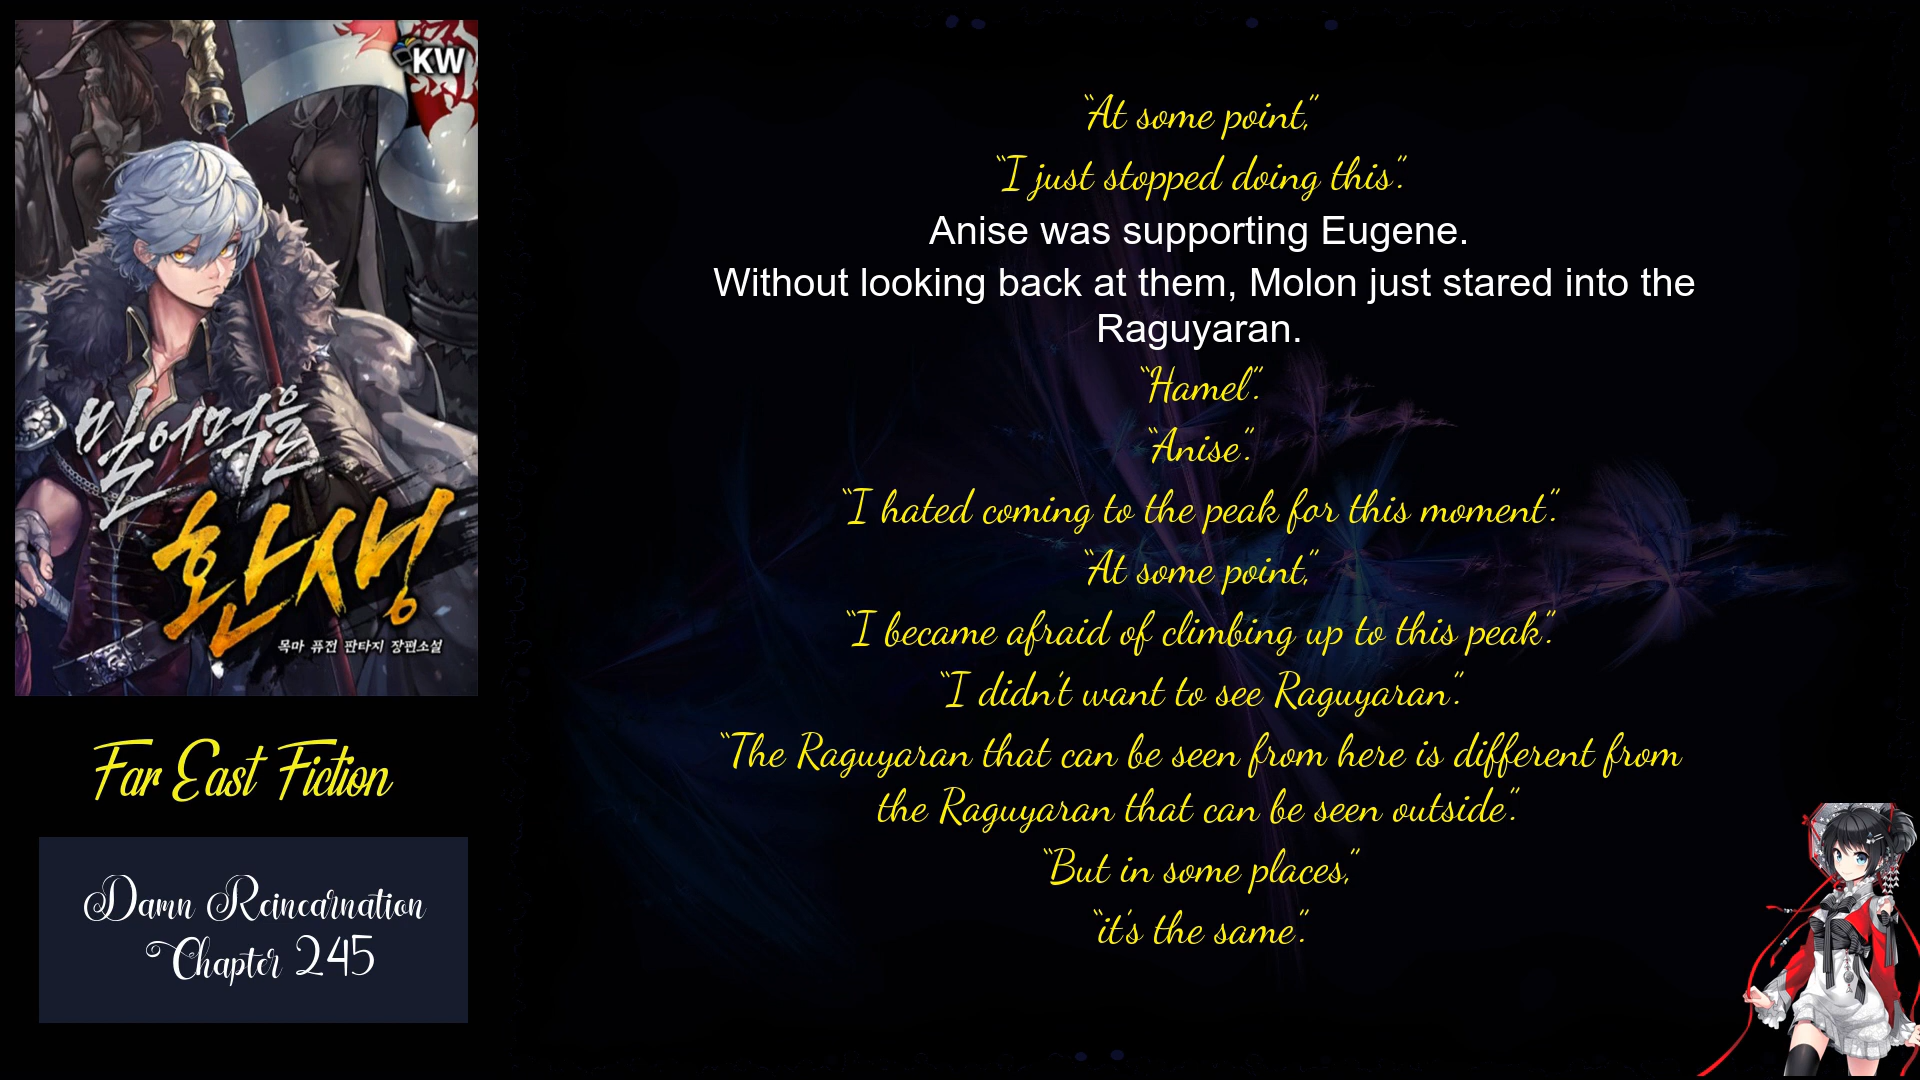 KW
빌어먹을
환생
목마 퓨전 판타지 장편소설
Far East Fiction
Damn Reincarnation
Chapter 245
“At some point,”
“I just stopped doing this”.
Anise was supporting Eugene.
Without looking back at them, Molon just stared into the
Raguyaran.
“Hamel”.
“Anise”.
“I hated coming to the peak for this moment”.
“At some point,”
“I became afraid of climbing up to this peak”.
“I didn’t want to see Raguyaran”.
“The Raguyaran that can be seen from here is different from
the Raguyaran that can be seen outside”.
“But in some places,”
“it’s the same”.